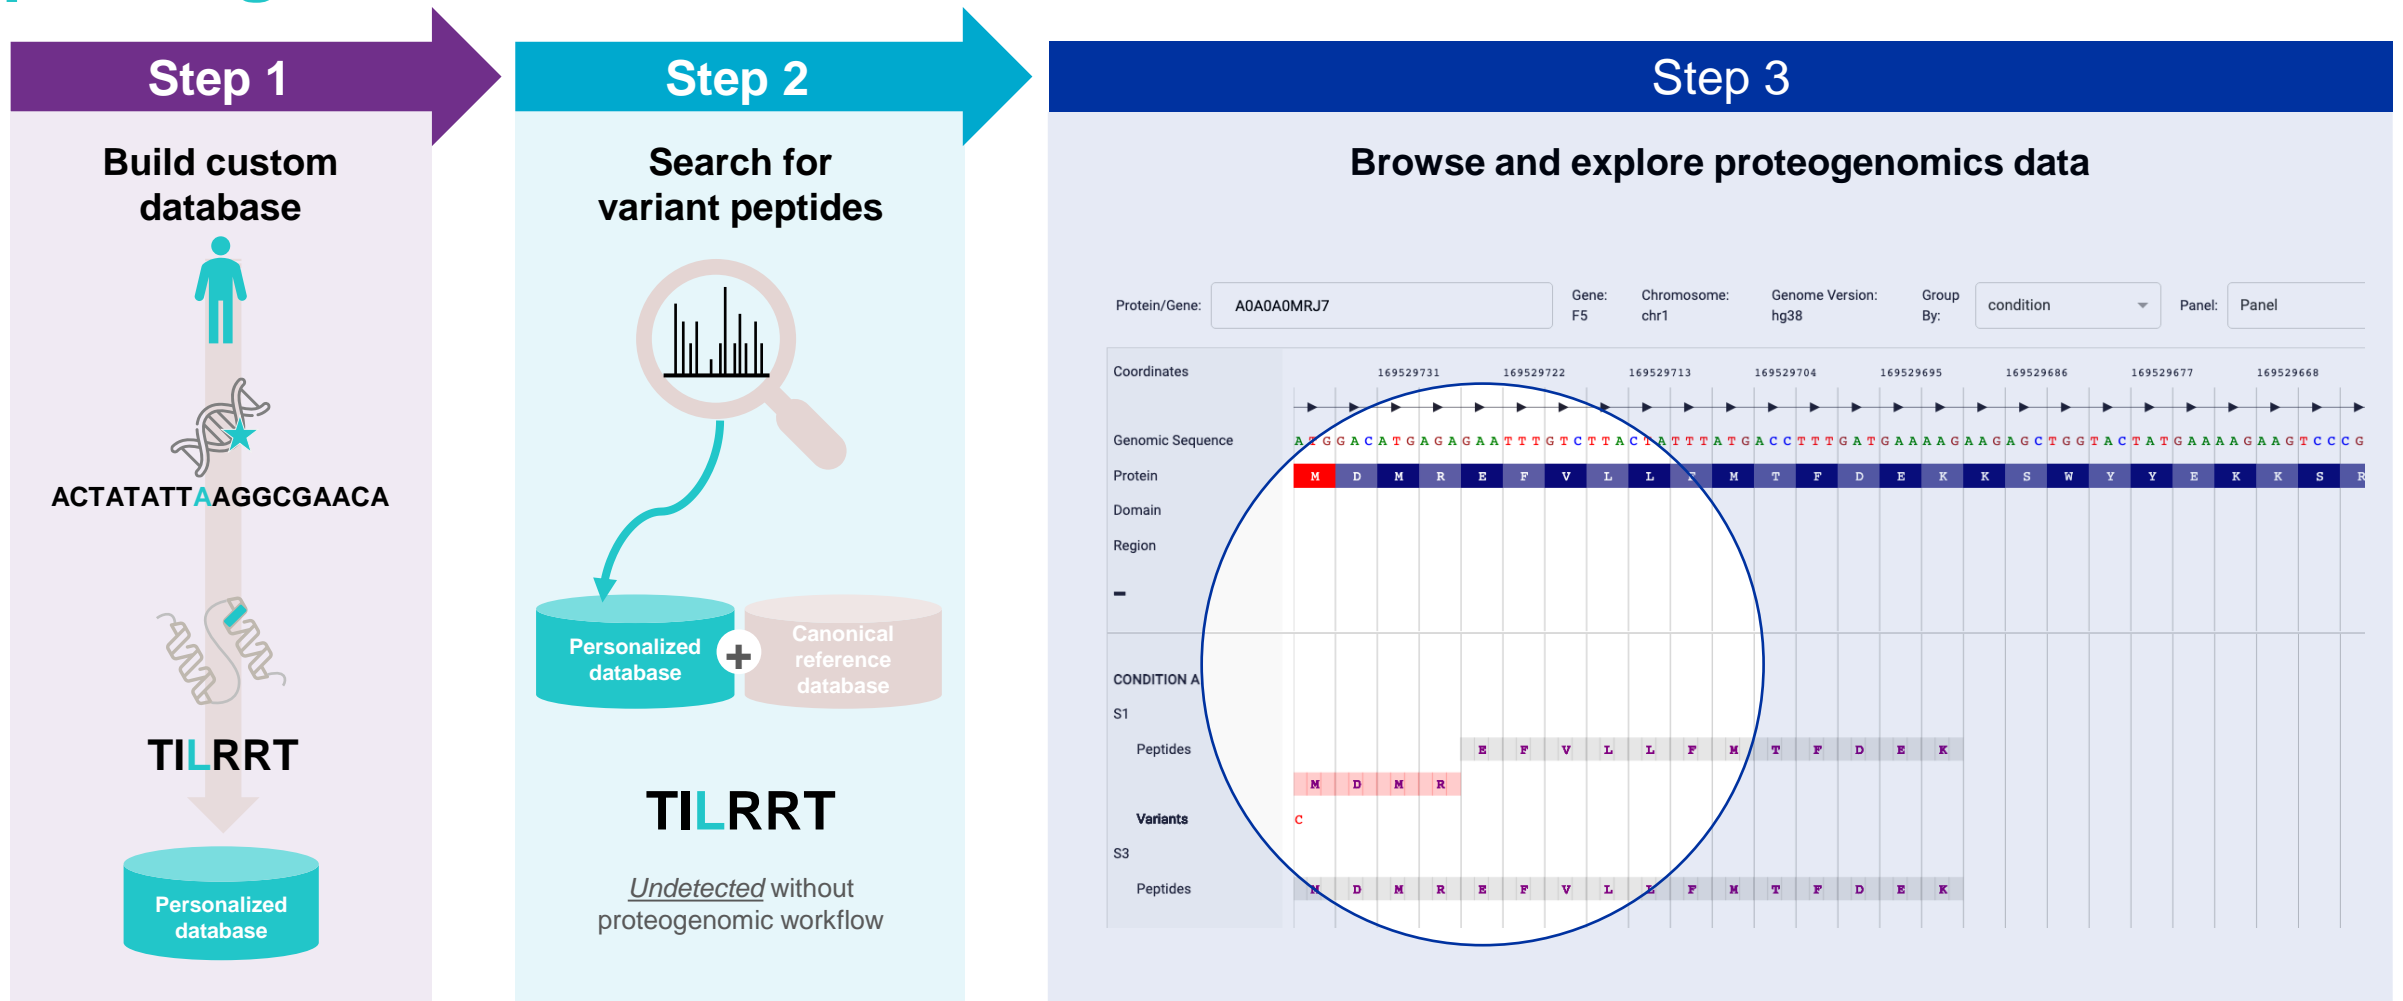 Step 1
Build custom
database
ACTATATTAAGGCGAACA
TILRRT
Personalized
database
Step 2
Search for
variant peptides
Personalized
database
+
Canonical
reference
database
TILRRT
Undetected without
proteogenomic workflow
Step 3
Browse and explore proteogenomics data
Protein/Gene: A0A0A0MRJ7 Gene: F5 Chromosome: chr1 Genome Version: hg38 Group By: condition Panel: Panel
Coordinates 169529731 169529722 169529713 169529704 169529695 169529686 169529677 169529668
Genomic Sequence ATGGACATGAGAGAATTTGTCTTACTATTTATGACCTTTGATGAAAAGAAGAGCTGGTACTATGAAAAGAAGTCCCG
Protein M D M R E F V L L F M T F D E K K S W Y Y E K K S R
Domain
Region
CONDITION A
S1
Peptides E F V L L F M T F D E K
M D M R
Variants C
S3
Peptides M D M R E F V L L F M T F D E K